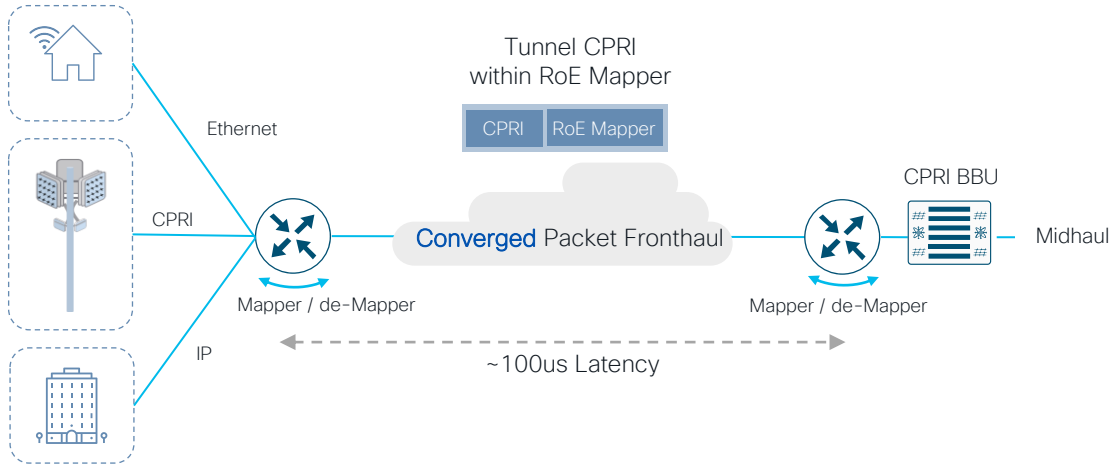 Tunnel CPRI
within RoE Mapper
CPRI
RoE Mapper
Ethernet
CPRI
IP
Converged Packet Fronthaul
CPRI BBU
Midhaul
Mapper / de-Mapper
Mapper / de-Mapper
~100us Latency